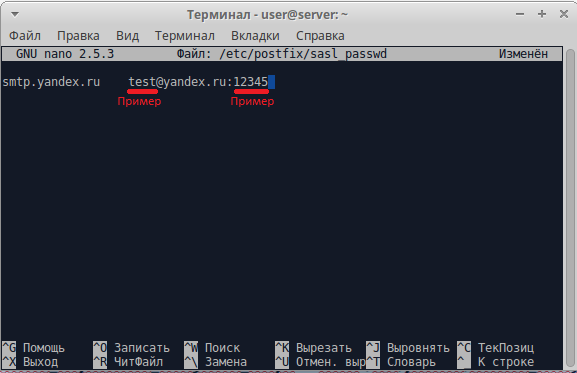 Терминал - user@server: ~
Файл Правка Вид Терминал Вкладки Справка
GNU nano 2.5.3 Файл: /etc/postfix/sasl_passwd Изменён
smtp.yandex.ru test@yandex.ru:12345
Пример Пример
^G Помощь ^O Записать ^W Поиск ^K Вырезать ^J Выровнять ^C ТекПозиц
^X Выход ^R ЧитФайл ^\ Замена ^U Отмен. выр ^T Словарь ^_ К строке